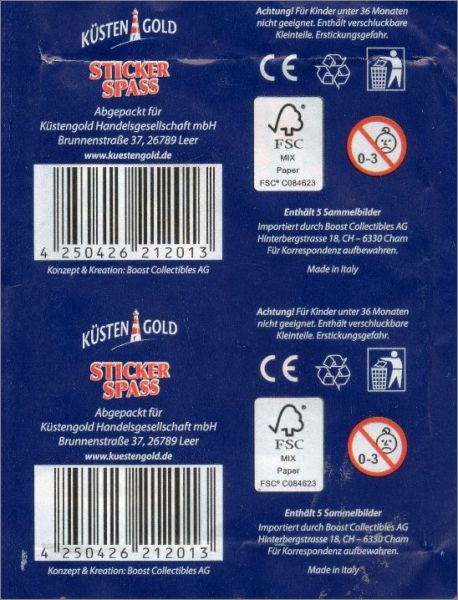 KÜSTEN GOLD
STICKER
SPASS
Abgepackt für
Küstengold Handelsgesellschaft mbH
Brunnenstraße 37, 26789 Leer
www.kuestengold.de
4 250426 212013
Konzept & Kreation: Boost Collectibles AG
Achtung! Für Kinder unter 36 Monaten
nicht geeignet. Enthält verschluckbare
Kleinteile. Erstickungsgefahr.
CE
FSC
MIX
Paper
FSC® C084623
0-3
Enthält 5 Sammelbilder
Importiert durch Boost Collectibles AG
Hinterbergstrasse 18, CH – 6330 Cham
Für Korrespondenz aufbewahren.
Made in Italy
KÜSTEN GOLD
STICKER
SPASS
Abgepackt für
Küstengold Handelsgesellschaft mbH
Brunnenstraße 37, 26789 Leer
www.kuestengold.de
4 250426 212013
Konzept & Kreation: Boost Collectibles AG
Achtung! Für Kinder unter 36 Monaten
nicht geeignet. Enthält verschluckbare
Kleinteile. Erstickungsgefahr.
CE
FSC
MIX
Paper
FSC® C084623
0-3
Enthält 5 Sammelbilder
Importiert durch Boost Collectibles AG
Hinterbergstrasse 18, CH – 6330 Cham
Für Korrespondenz aufbewahren.
Made in Italy